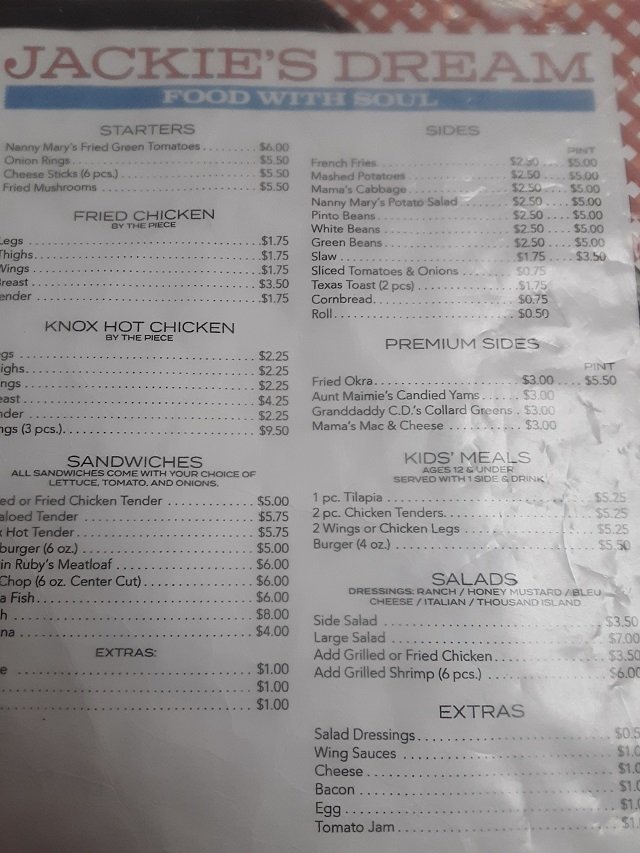 JACKIE'S DREAM
FOOD WITH SOUL
STARTERS
Nanny Mary's Fried Green Tomatoes $6.00
Onion Rings $5.50
Cheese Sticks (6 pcs.) $5.50
Fried Mushrooms $5.50
FRIED CHICKEN
BY THE PIECE
Legs $1.75
Thighs $1.75
Wings $1.75
Breast $3.50
ender $1.75
KNOX HOT CHICKEN
BY THE PIECE
gs $2.25
ighs $2.25
ngs $2.25
east $4.25
nder $2.25
ngs (3 pcs.) $9.50
SANDWICHES
ALL SANDWICHES COME WITH YOUR CHOICE OF
LETTUCE, TOMATO, AND ONIONS.
ed or Fried Chicken Tender $5.00
aloed Tender $5.75
x Hot Tender $5.75
burger (6 oz.) $5.00
in Ruby's Meatloaf $6.00
Chop (6 oz. Center Cut) $6.00
a Fish $6.00
h $8.00
na $4.00
EXTRAS:
e $1.00
$1.00
$1.00
SIDES
PINT
French Fries $2.50 $5.00
Mashed Potatoes $2.50 $5.00
Mama's Cabbage $2.50 $5.00
Nanny Mary's Potato Salad $2.50 $5.00
Pinto Beans $2.50 $5.00
White Beans $2.50 $5.00
Green Beans $2.50 $5.00
Slaw $1.75 $3.50
Sliced Tomatoes & Onions $0.75
Texas Toast (2 pcs) $1.75
Cornbread $0.75
Roll $0.50
PREMIUM SIDES
PINT
Fried Okra $3.00 $5.50
Aunt Maimie's Candied Yams $3.00
Granddaddy C.D.'s Collard Greens $3.00
Mama's Mac & Cheese $3.00
KIDS' MEALS
AGES 12 & UNDER
SERVED WITH 1 SIDE & DRINK
1 pc. Tilapia $5.25
2 pc. Chicken Tenders $5.25
2 Wings or Chicken Legs $5.25
Burger (4 oz.) $5.50
SALADS
DRESSINGS: RANCH / HONEY MUSTARD / BLEU
CHEESE / ITALIAN / THOUSAND ISLAND
Side Salad $3.50
Large Salad $7.00
Add Grilled or Fried Chicken $3.50
Add Grilled Shrimp (6 pcs.) $6.00
EXTRAS
Salad Dressings $0.5
Wing Sauces $1.0
Cheese $1.0
Bacon $1.0
Egg $1.0
Tomato Jam $1.